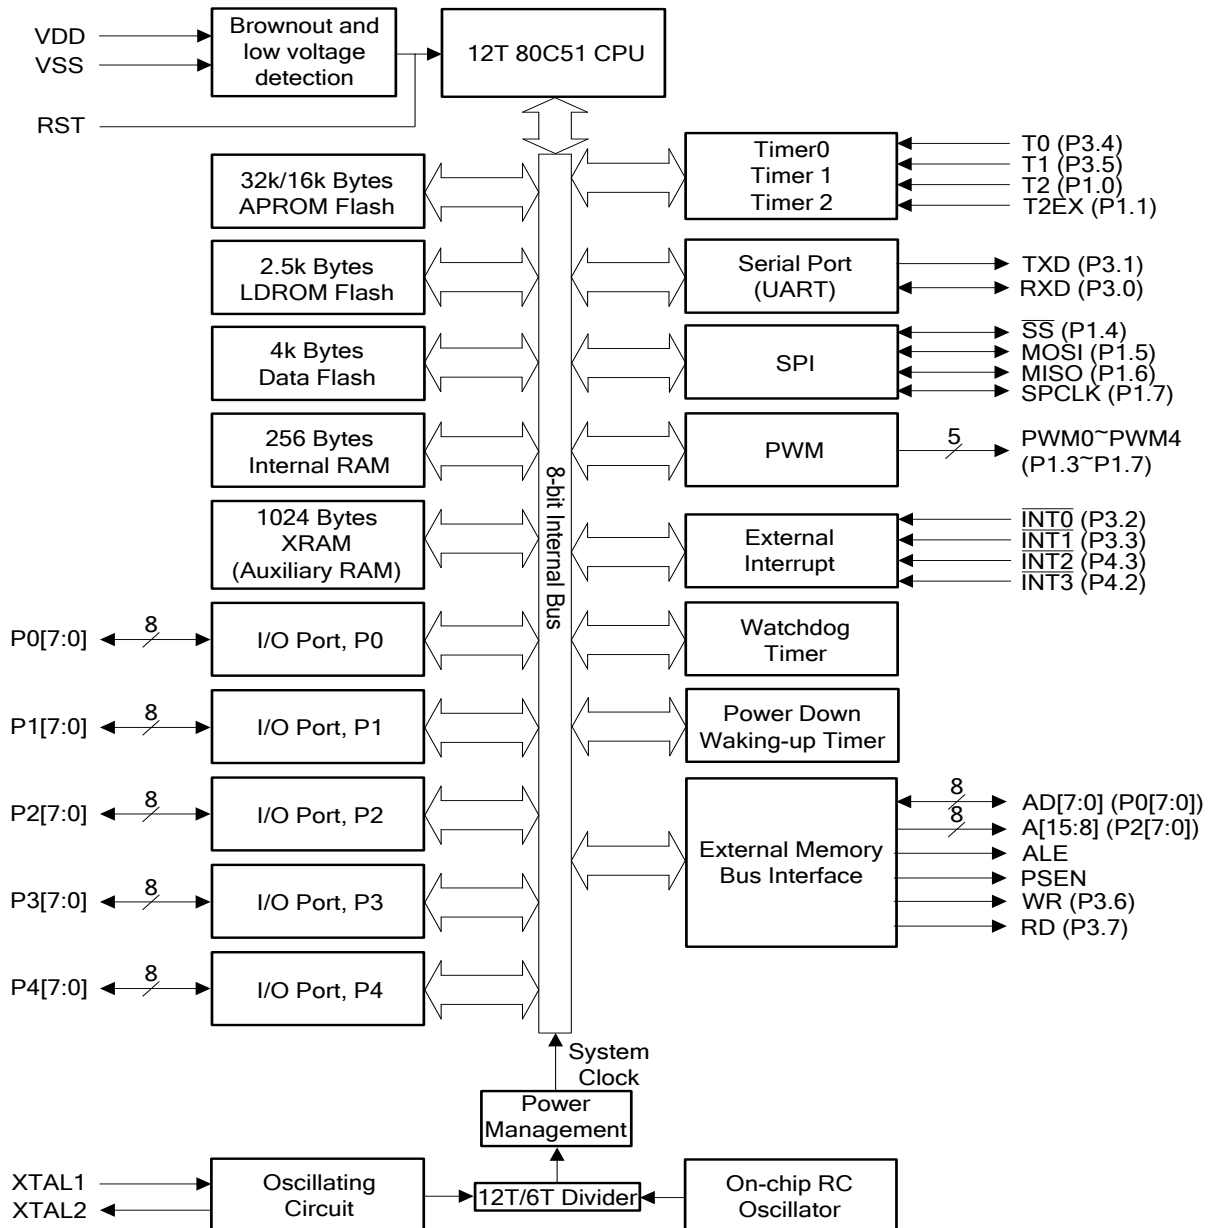 VDD
VSS
RST
Brownout and
low voltage
detection
12T 80C51 CPU
32k/16k Bytes
APROM Flash
2.5k Bytes
LDROM Flash
4k Bytes
Data Flash
256 Bytes
Internal RAM
1024 Bytes
XRAM
(Auxiliary RAM)
P0[7:0]
8
I/O Port, P0
P1[7:0]
8
I/O Port, P1
P2[7:0]
8
I/O Port, P2
P3[7:0]
8
I/O Port, P3
P4[7:0]
8
I/O Port, P4
8-bit Internal Bus
Timer0
Timer 1
Timer 2
T0 (P3.4)
T1 (P3.5)
T2 (P1.0)
T2EX (P1.1)
Serial Port
(UART)
TXD (P3.1)
RXD (P3.0)
SPI
SS (P1.4)
MOSI (P1.5)
MISO (P1.6)
SPCLK (P1.7)
PWM
5
PWM0~PWM4
(P1.3~P1.7)
External
Interrupt
INT0 (P3.2)
INT1 (P3.3)
INT2 (P4.3)
INT3 (P4.2)
Watchdog
Timer
Power Down
Waking-up Timer
External Memory
Bus Interface
8
AD[7:0] (P0[7:0])
8
A[15:8] (P2[7:0])
ALE
PSEN
WR (P3.6)
RD (P3.7)
System
Clock
Power
Management
XTAL1
XTAL2
Oscillating
Circuit
12T/6T Divider
On-chip RC
Oscillator